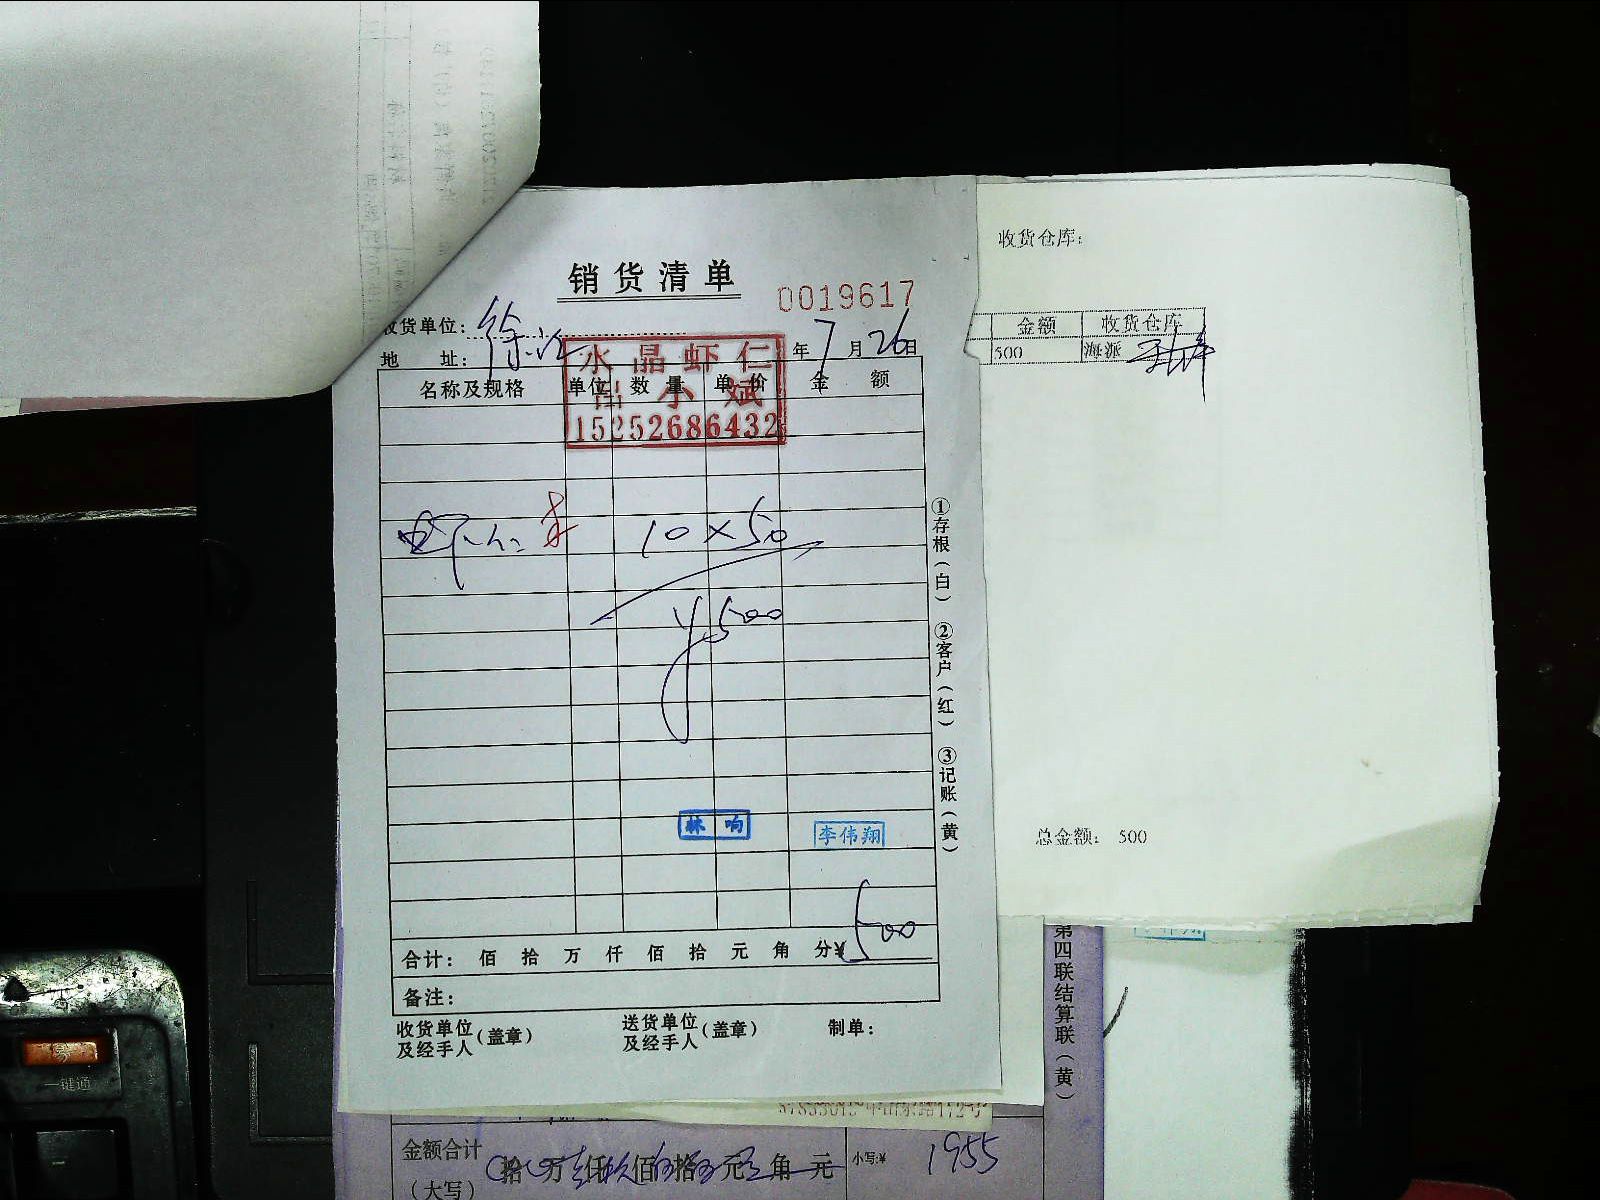 销货清单
0019617
收货单位：徐
地 址：
年7月26日
水晶虾仁
小斌
15252686432
名称及规格 单位 数量 单价 金额
虾仁 10×50
¥500
林响
李伟翔
合计： 佰 拾 万 仟 佰 拾 元 角 分¥500
备注：
收货单位及经手人（盖章）
送货单位及经手人（盖章）
制单：
①存根（白）②客户（红）③记账（黄）
收货仓库：
金额 收货仓库
500 海派
总金额： 500
第四联结算联（黄）
金额合计（大写）
拾 万 仟 佰 拾 元 角 元
小写:¥ 1955
一键通